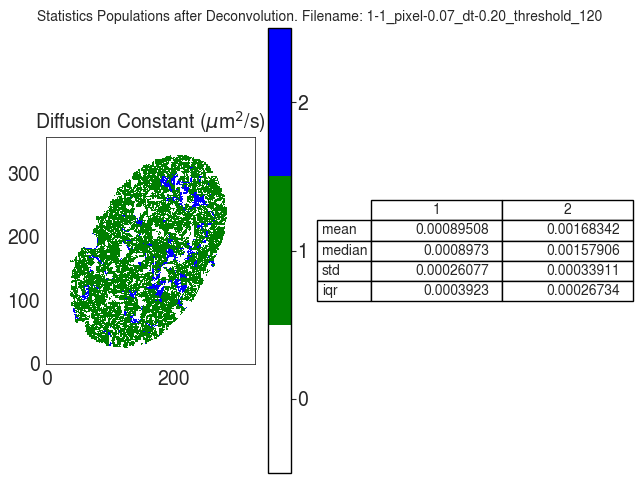 Statistics Populations after Deconvolution. Filename: 1-1_pixel-0.07_dt-0.20_threshold_120
Diffusion Constant (μm²/s)
300
200
100
0
0 200
2
1
0
1 2
mean 0.00089508 0.00168342
median 0.0008973 0.00157906
std 0.00026077 0.00033911
iqr 0.0003923 0.00026734